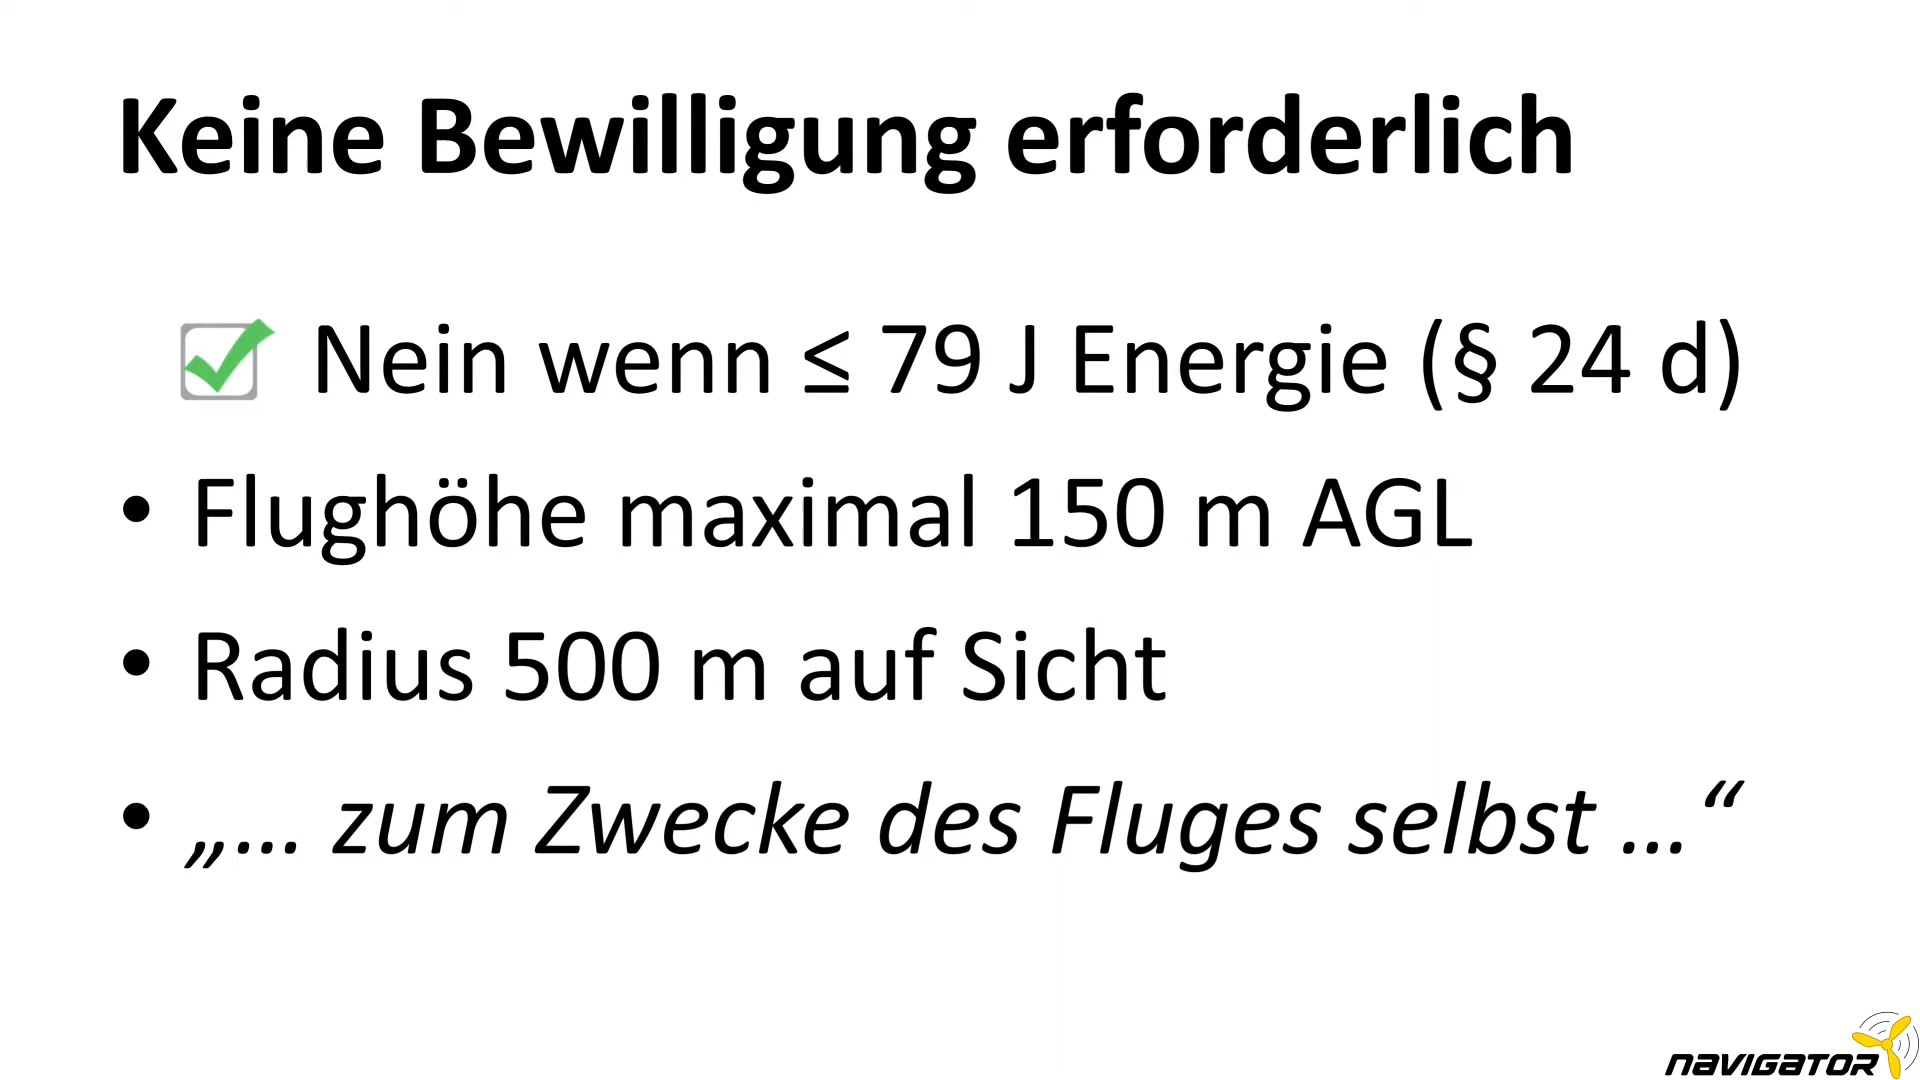 Keine Bewilligung erforderlich
Nein wenn ≤ 79 J Energie (§ 24 d)
• Flughöhe maximal 150 m AGL
• Radius 500 m auf Sicht
• „… zum Zwecke des Fluges selbst …“
NAVIGATOR